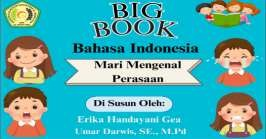 BIG
BOOK
Bahasa Indonesia
Mari Mengenal
Perasaan
Di Susun Oleh:
Erika Handayani Gea
Umar Darwis, SE., M.Pd